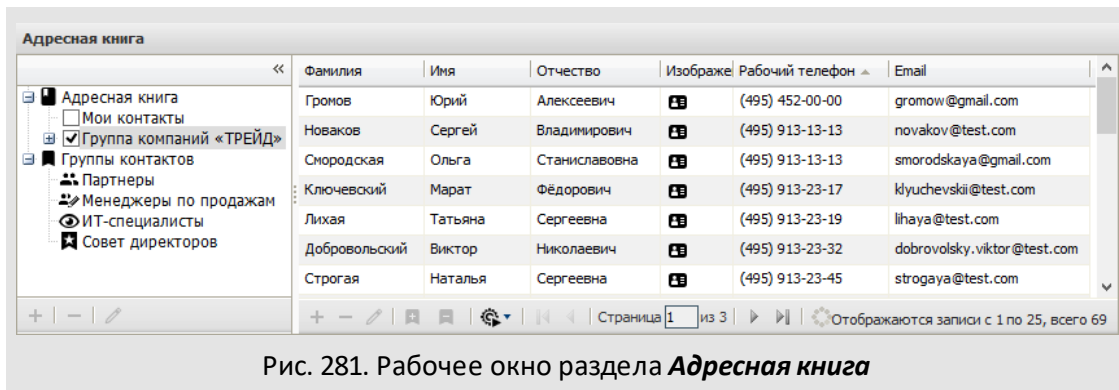 Адресная книга
Фамилия Имя Отчество Изображе Рабочий телефон Email
Адресная книга
Мои контакты
Группа компаний «ТРЕЙД»
Группы контактов
Партнеры
Менеджеры по продажам
ИТ-специалисты
Совет директоров
Громов Юрий Алексеевич (495) 452-00-00 gromow@gmail.com
Новаков Сергей Владимирович (495) 913-13-13 novakov@test.com
Смородская Ольга Станиславовна (495) 913-13-13 smorodskaya@gmail.com
Ключевский Марат Фёдорович (495) 913-23-17 klyuchevskii@test.com
Лихая Татьяна Сергеевна (495) 913-23-19 lihaya@test.com
Добровольский Виктор Николаевич (495) 913-23-32 dobrovolsky.viktor@test.com
Строгая Наталья Сергеевна (495) 913-23-45 strogaya@test.com
Страница 1 из 3 Отображаются записи с 1 по 25, всего 69
Рис. 281. Рабочее окно раздела Адресная книга